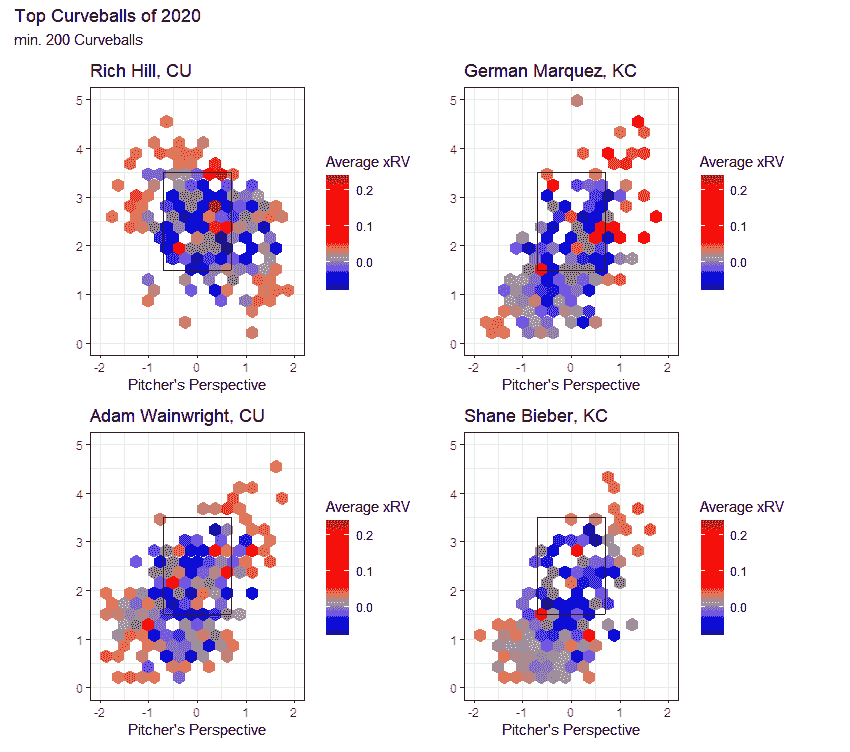 Top Curveballs of 2020
min. 200 Curveballs
Rich Hill, CU
5
4
3
2
1
0
-2 -1 0 1 2
Pitcher's Perspective
Average xRV
0.2
0.1
0.0
German Marquez, KC
5
4
3
2
1
0
-2 -1 0 1 2
Pitcher's Perspective
Average xRV
0.2
0.1
0.0
Adam Wainwright, CU
5
4
3
2
1
0
-2 -1 0 1 2
Pitcher's Perspective
Average xRV
0.2
0.1
0.0
Shane Bieber, KC
5
4
3
2
1
0
-2 -1 0 1 2
Pitcher's Perspective
Average xRV
0.2
0.1
0.0